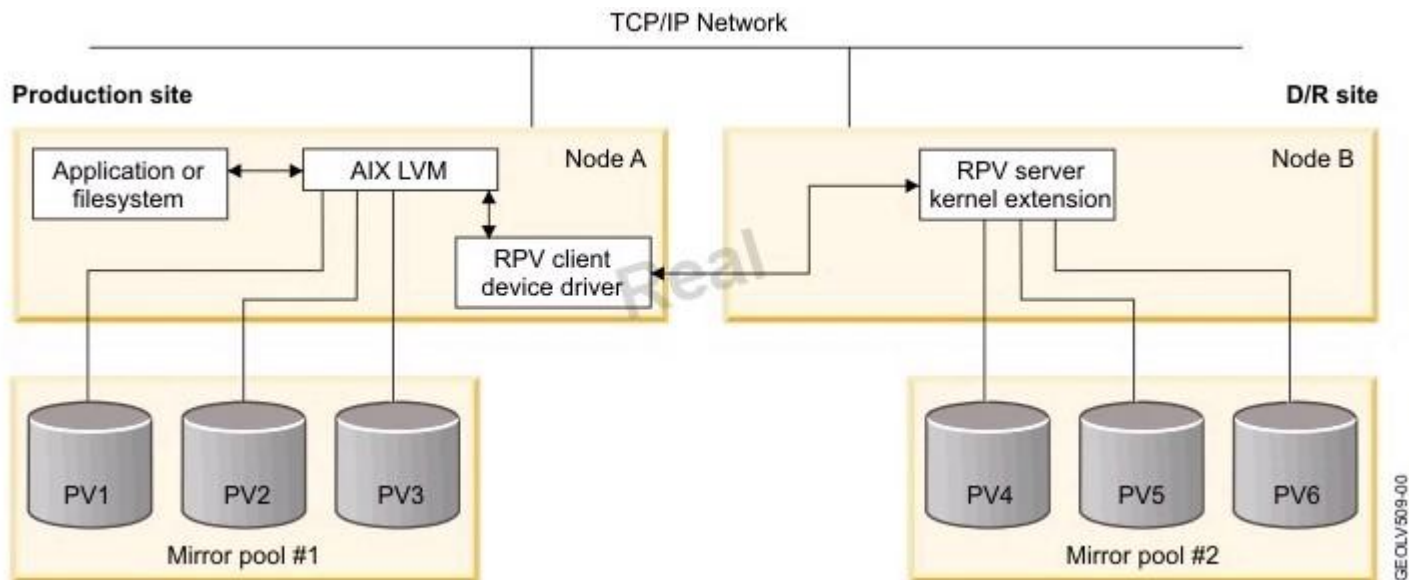 TCP/IP Network
Production site
D/R site
Application or
filesystem
AIX LVM
Node A
RPV client
device driver
RPV server
kernel extension
Node B
Real
PV1
PV2
PV3
Mirror pool #1
PV4
PV5
PV6
Mirror pool #2
GEOLV509-00